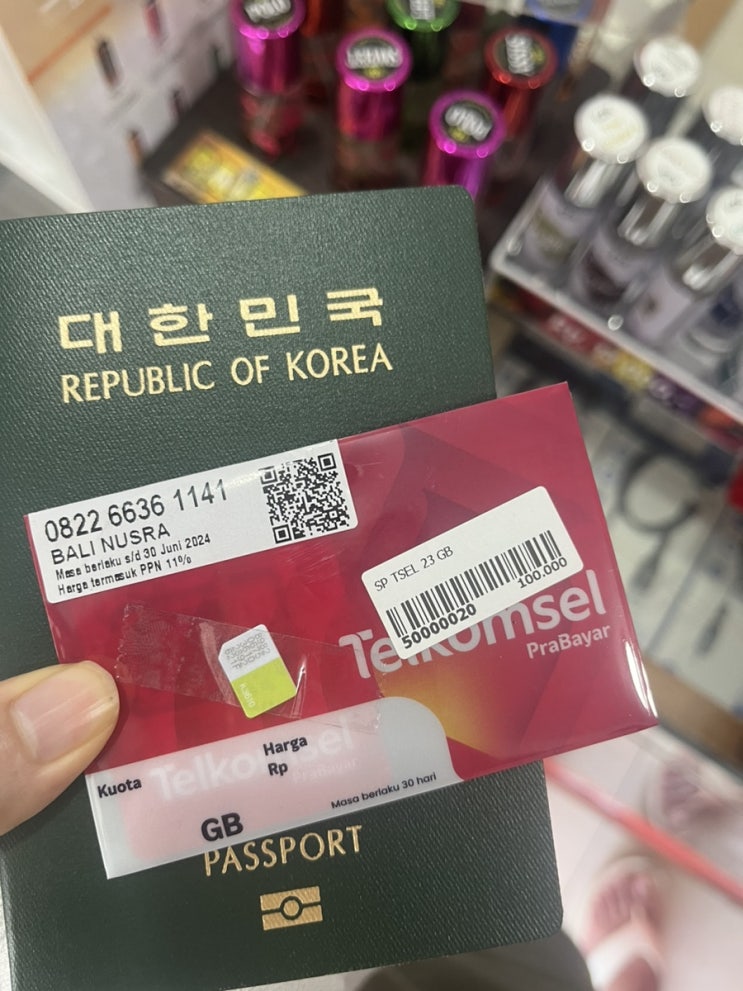 대한민국
REPUBLIC OF KOREA
0822 6636 1141
BALI NUSRA
Masa berlaku s/d 30 Juni 2024
Harga termasuk PPN 11%
SP TSEL 23 GB
50000020
100.000
Telkomsel
PraBayar
Telkomsel
PraBayar
Kuota
Harga
Rp
GB
Masa berlaku 30 hari
PASSPORT